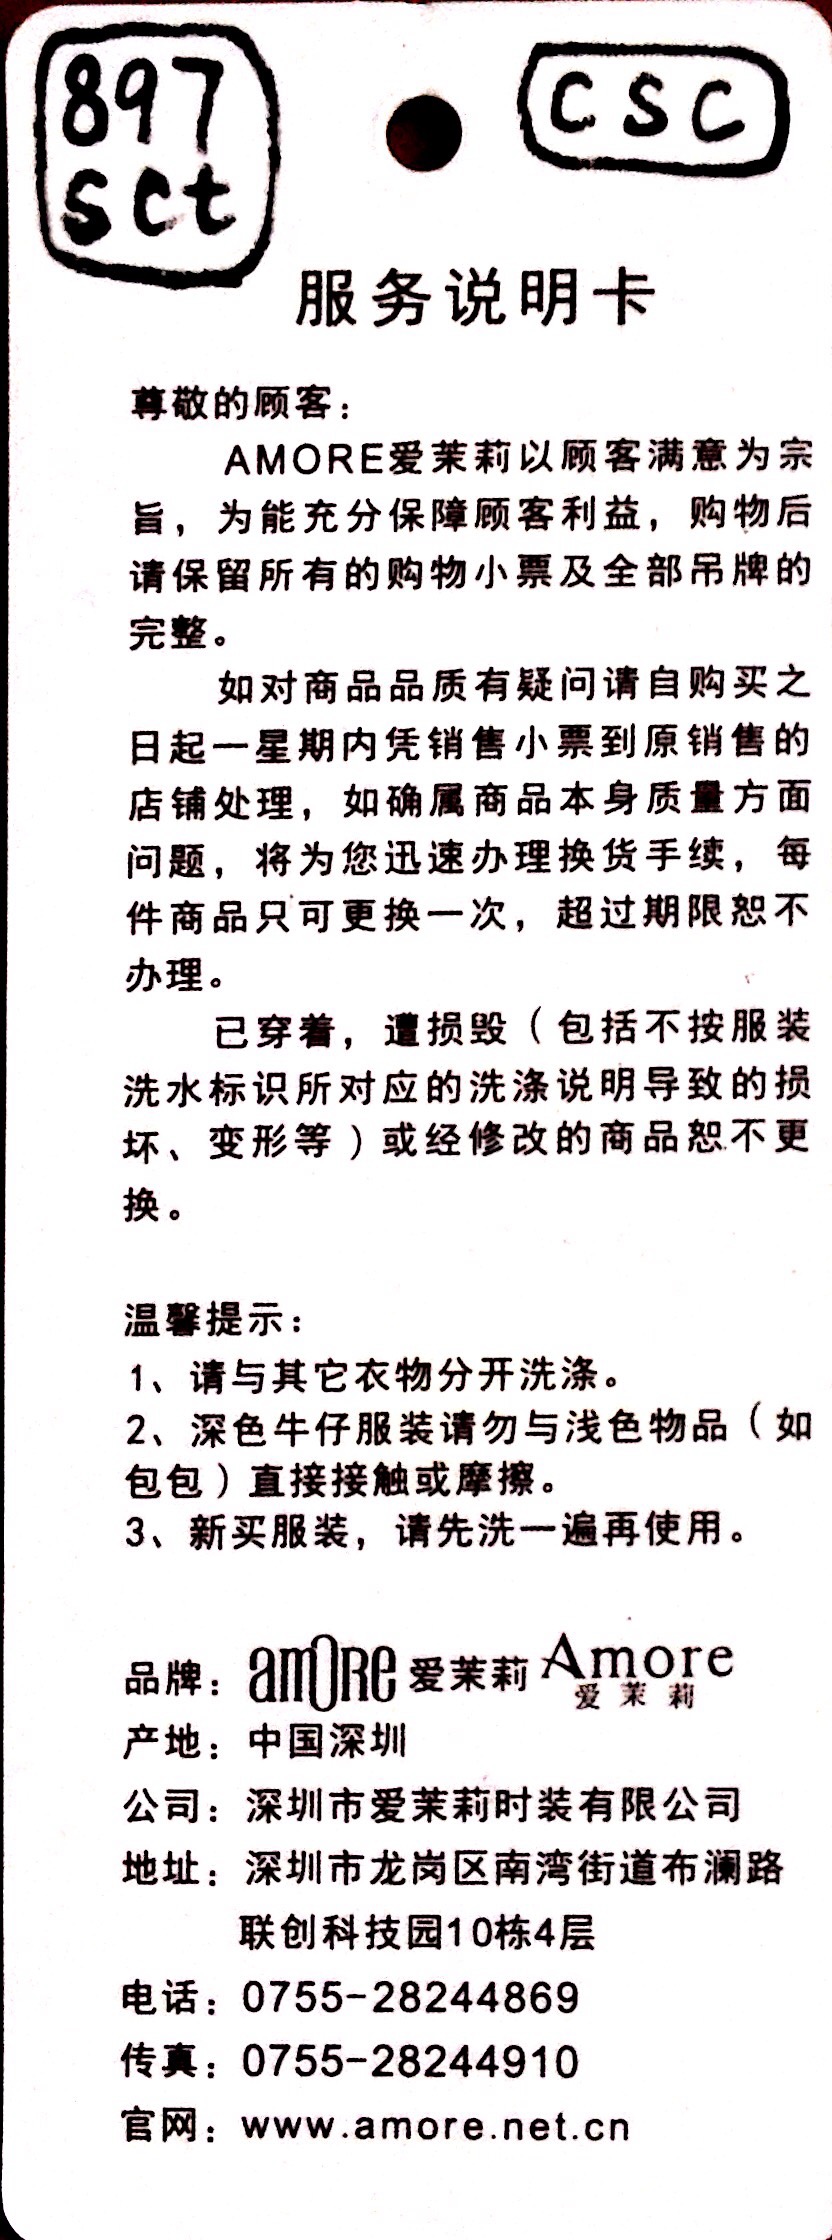 897
sct
CSC
服务说明卡
尊敬的顾客：
AMORE爱茉莉以顾客满意为宗
旨，为能充分保障顾客利益，购物后
请保留所有的购物小票及全部吊牌的
完整。
如对商品品质有疑问请自购买之
日起一星期内凭销售小票到原销售的
店铺处理，如确属商品本身质量方面
问题，将为您迅速办理换货手续，每
件商品只可更换一次，超过期限恕不
办理。
已穿着，遭损毁（包括不按服装
洗水标识所对应的洗涤说明导致的损
坏、变形等）或经修改的商品恕不更
换。
温馨提示：
1、请与其它衣物分开洗涤。
2、深色牛仔服装请勿与浅色物品（如
包包）直接接触或摩擦。
3、新买服装，请先洗一遍再使用。
品牌：amore 爱茉莉 Amore
爱茉莉
产地：中国深圳
公司：深圳市爱茉莉时装有限公司
地址：深圳市龙岗区南湾街道布澜路
联创科技园10栋4层
电话：0755-28244869
传真：0755-28244910
官网：www.amore.net.cn